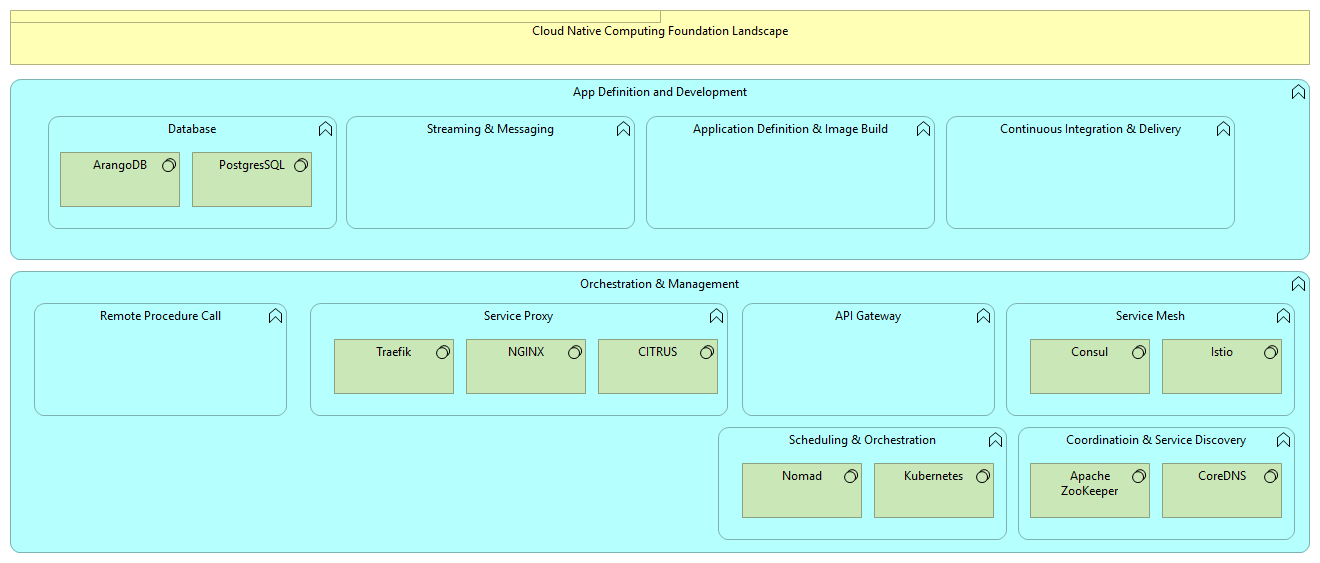 Cloud Native Computing Foundation Landscape
App Definition and Development
Database
Streaming & Messaging
Application Definition & Image Build
Continuous Integration & Delivery
ArangoDB
PostgresSQL
Orchestration & Management
Remote Procedure Call
Service Proxy
API Gateway
Service Mesh
Traefik
NGINX
CITRUS
Consul
Istio
Scheduling & Orchestration
Coordinatioin & Service Discovery
Nomad
Kubernetes
Apache
ZooKeeper
CoreDNS